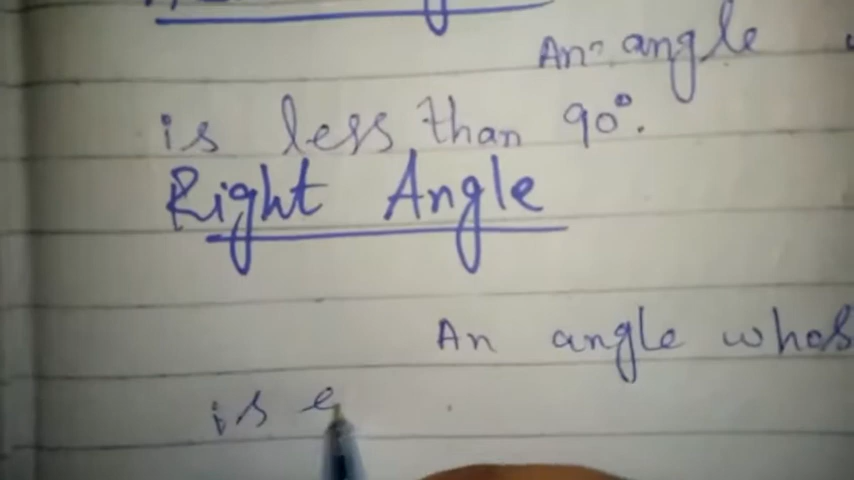 An angle
is less than 90°.
Right Angle
An angle whos
is e